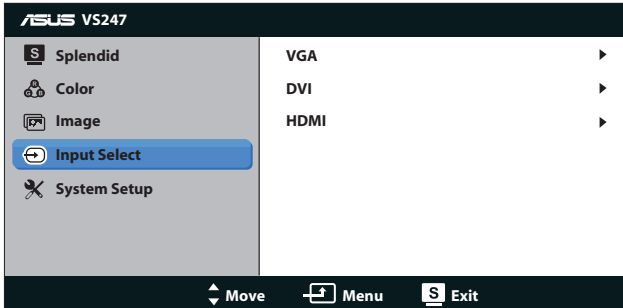 ASUS VS247
S Splendid
Color
Image
Input Select
System Setup
VGA
DVI
HDMI
Move Menu S Exit